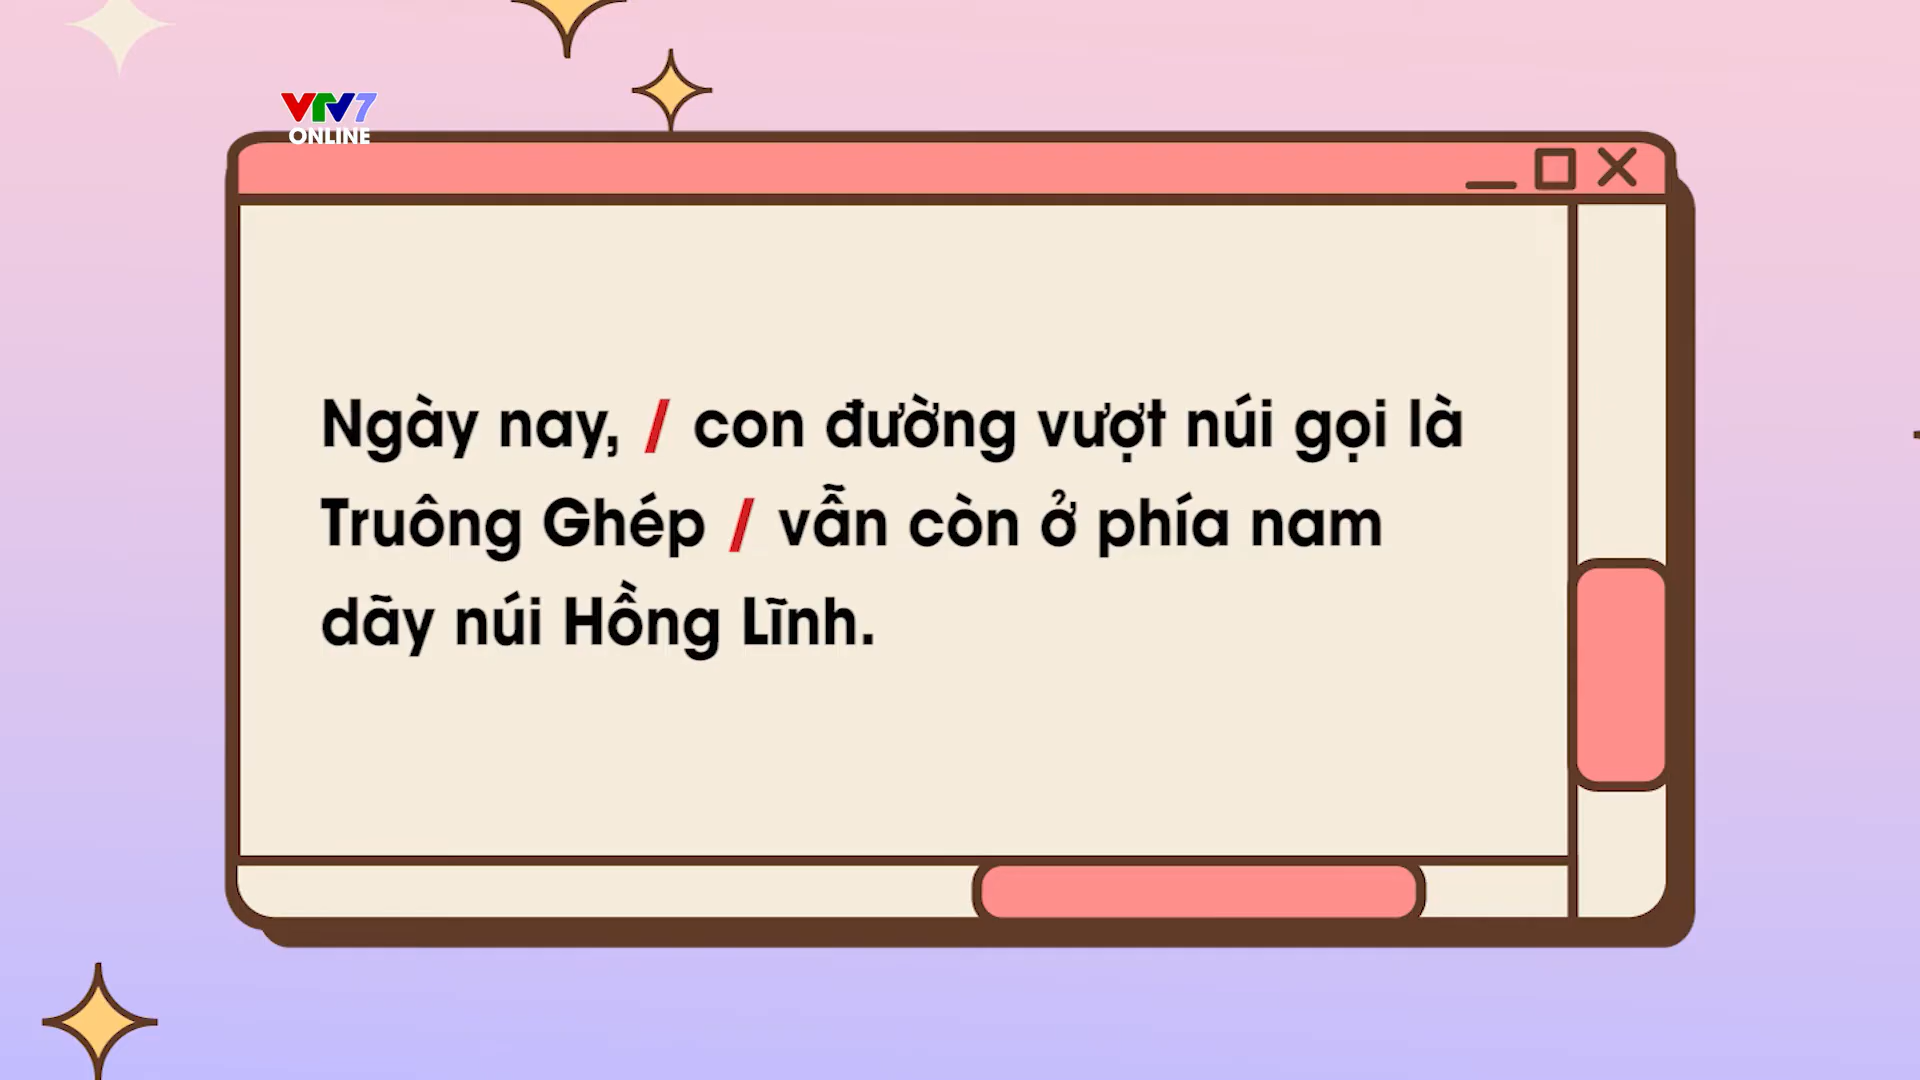 VTV7
ONLINE
Ngày nay, / con đường vượt núi gọi là
Truông Ghép / vẫn còn ở phía nam
dãy núi Hồng Lĩnh.